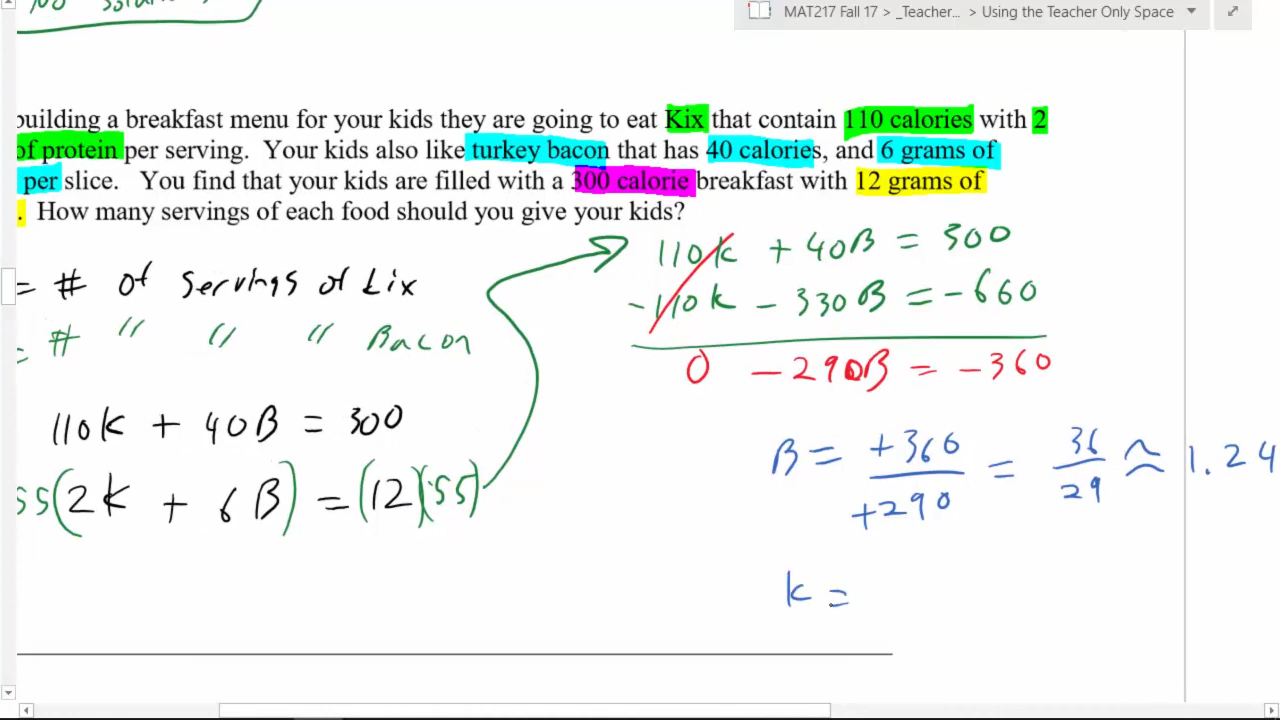 No solution
MAT217 Fall 17 > _Teacher... > Using the Teacher Only Space
building a breakfast menu for your kids they are going to eat Kix that contain 110 calories with 2
of protein per serving. Your kids also like turkey bacon that has 40 calories, and 6 grams of
per slice. You find that your kids are filled with a 300 calorie breakfast with 12 grams of
. How many servings of each food should you give your kids?
= # of servings of kix
= # " " " Bacon
110k + 40B = 300
55(2k + 6B) = (12)(55)
110k + 40B = 300
-110k - 330B = -660
0 - 290B = -360
B = +360/+290 = 36/29 ≈ 1.24
k =